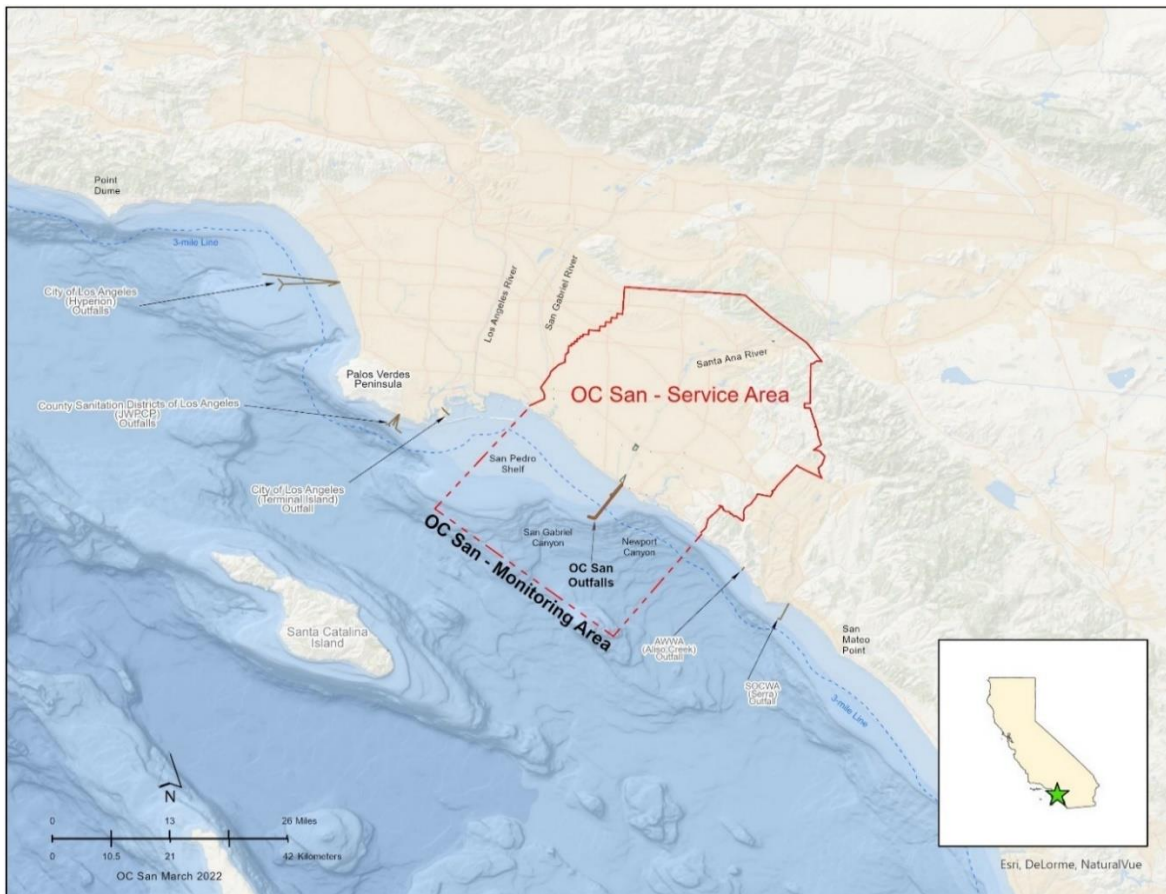 Point
Dume
3-mile Line
City of Los Angeles
(Hyperion)
Outfalls
Los Angeles River
San Gabriel River
Santa Ana River
Palos Verdes
Peninsula
OC San - Service Area
County Sanitation Districts of Los Angeles
(JWPCP)
Outfalls
San Pedro
Shelf
City of Los Angeles
(Terminal Island)
Outfall
San Gabriel
Canyon
Newport
Canyon
OC San - Monitoring Area
OC San
Outfalls
Santa Catalina
Island
AWWA
(Aliso Creek)
Outfall
San
Mateo
Point
SOCWA
(Serra)
Outfall
3-mile Line
N
0 13 26 Miles
0 10.5 21 42 Kilometers
OC San March 2022
Esri, DeLorme, NaturalVue